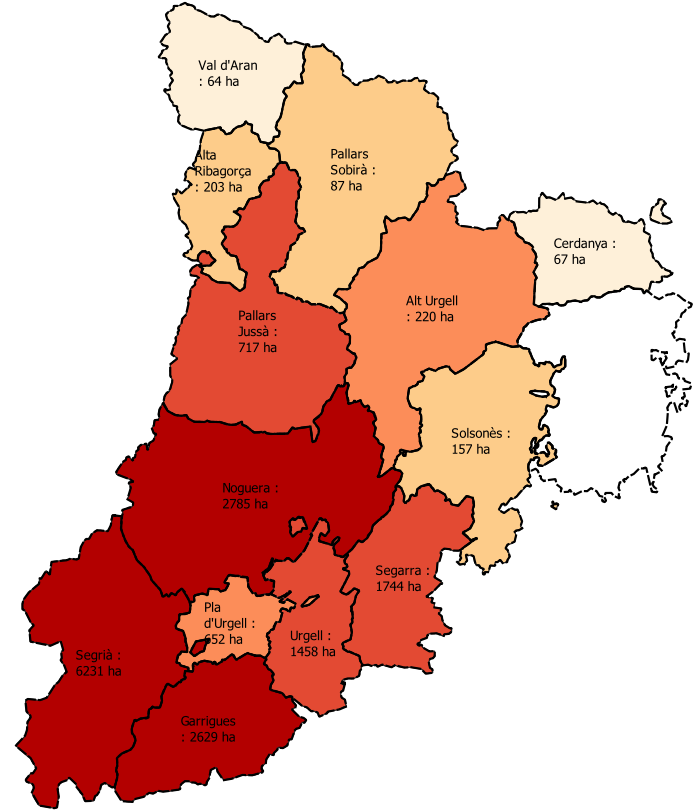 Val d'Aran
: 64 ha
Alta
Ribagorça
: 203 ha
Pallars
Sobirà :
87 ha
Cerdanya :
67 ha
Alt Urgell
: 220 ha
Pallars
Jussà :
717 ha
Solsonès :
157 ha
Noguera :
2785 ha
Segarra :
1744 ha
Pla
d'Urgell :
652 ha
Urgell :
1458 ha
Segrià :
6231 ha
Garrigues
: 2629 ha